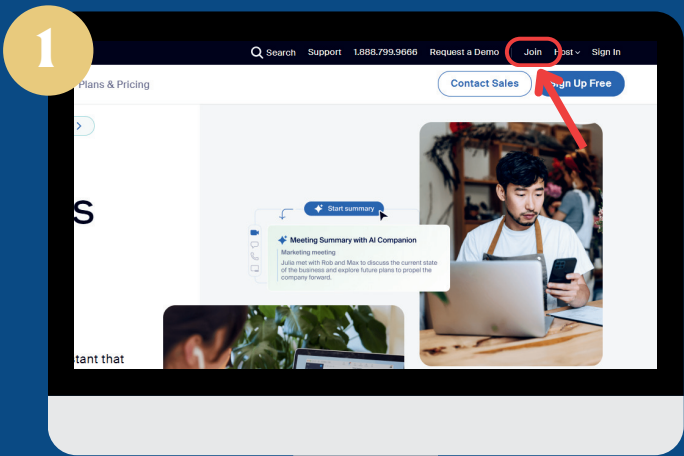 1
Search Support 1.888.799.9666 Request a Demo Join Host Sign In
Plans & Pricing Contact Sales Sign Up Free
S
Start summary
Meeting Summary with AI Companion
Marketing meeting
Julia met with Rob and Max to discuss the current state
of the business and explore future plans to propel the
company forward.
stant that